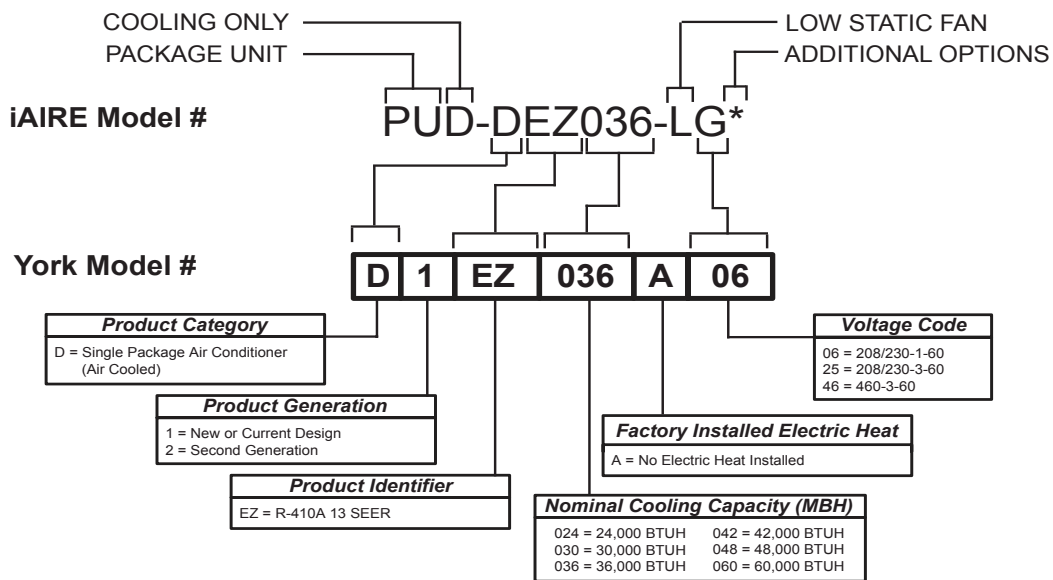 COOLING ONLY
PACKAGE UNIT
LOW STATIC FAN
ADDITIONAL OPTIONS
iAIRE Model #
PUD-DEZ036-LG*
York Model #
D 1 EZ 036 A 06
Product Category
D = Single Package Air Conditioner
(Air Cooled)
Voltage Code
06 = 208/230-1-60
25 = 208/230-3-60
46 = 460-3-60
Product Generation
1 = New or Current Design
2 = Second Generation
Factory Installed Electric Heat
A = No Electric Heat Installed
Product Identifier
EZ = R-410A 13 SEER
Nominal Cooling Capacity (MBH)
024 = 24,000 BTUH 042 = 42,000 BTUH
030 = 30,000 BTUH 048 = 48,000 BTUH
036 = 36,000 BTUH 060 = 60,000 BTUH